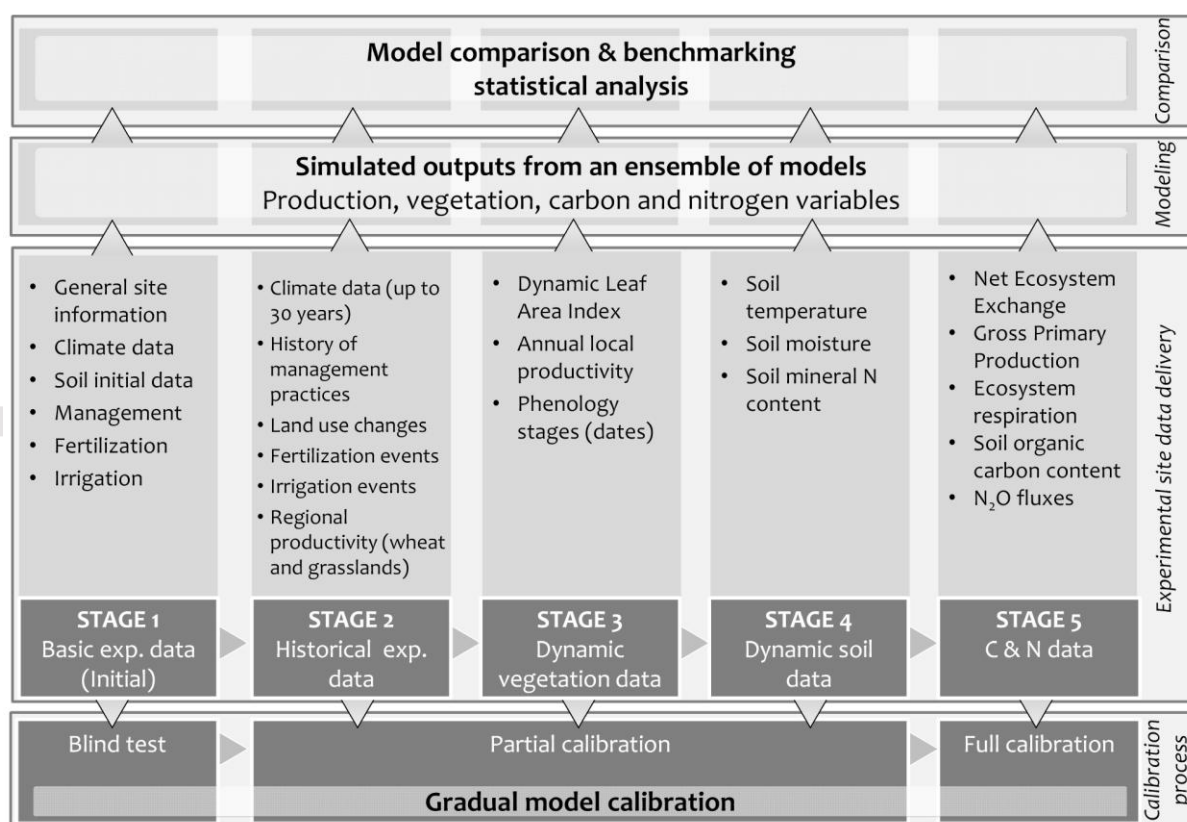 Model comparison & benchmarking
statistical analysis
Comparison
Simulated outputs from an ensemble of models
Production, vegetation, carbon and nitrogen variables
Modeling
• General site
information
• Climate data
• Soil initial data
• Management
• Fertilization
• Irrigation
• Climate data (up to
30 years)
• History of
management
practices
• Land use changes
• Fertilization events
• Irrigation events
• Regional
productivity (wheat
and grasslands)
• Dynamic Leaf
Area Index
• Annual local
productivity
• Phenology
stages (dates)
• Soil
temperature
• Soil moisture
• Soil mineral N
content
• Net Ecosystem
Exchange
• Gross Primary
Production
• Ecosystem
respiration
• Soil organic
carbon content
• N₂O fluxes
Experimental site data delivery
STAGE 1
Basic exp. data
(Initial)
STAGE 2
Historical exp.
data
STAGE 3
Dynamic
vegetation data
STAGE 4
Dynamic soil
data
STAGE 5
C & N data
Blind test
Partial calibration
Full calibration
Gradual model calibration
Calibration
process